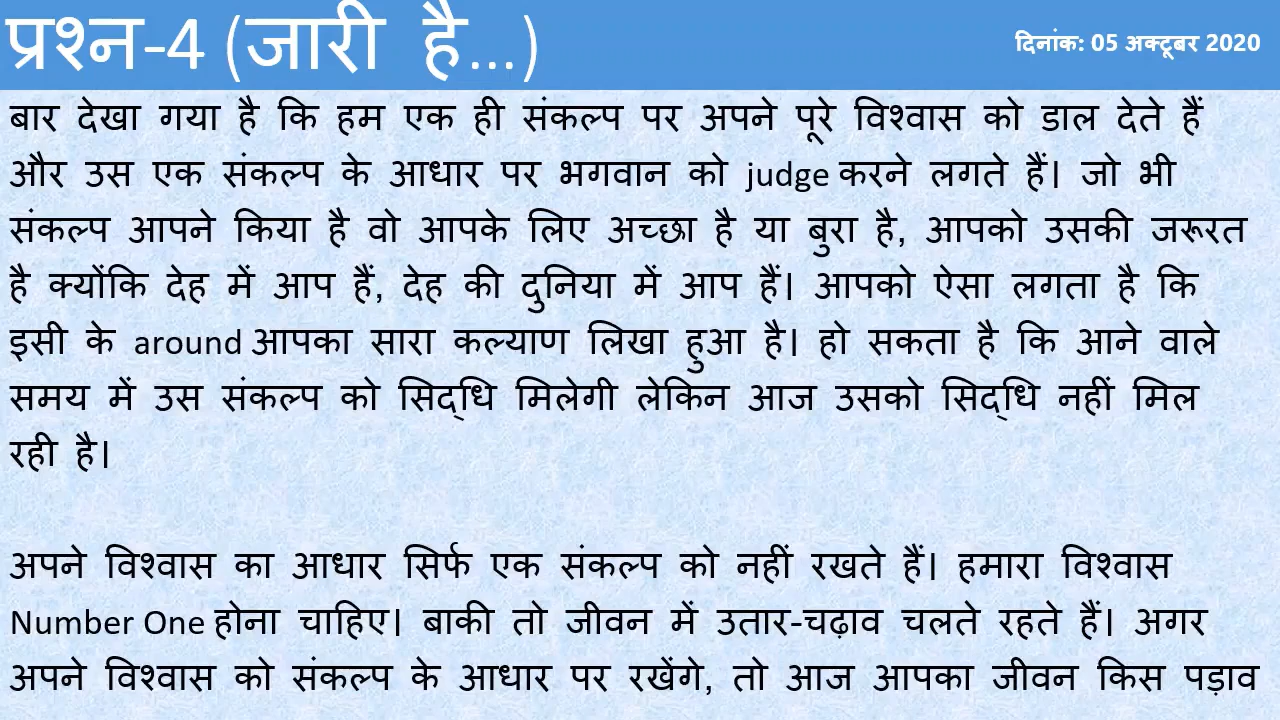 प्रश्न-4 (जारी है...)
दिनांक: 05 अक्टूबर 2020
बार देखा गया है कि हम एक ही संकल्प पर अपने पूरे विश्वास को डाल देते हैं
और उस एक संकल्प के आधार पर भगवान को judge करने लगते हैं। जो भी
संकल्प आपने किया है वो आपके लिए अच्छा है या बुरा है, आपको उसकी जरूरत
है क्योंकि देह में आप हैं, देह की दुनिया में आप हैं। आपको ऐसा लगता है कि
इसी के around आपका सारा कल्याण लिखा हुआ है। हो सकता है कि आने वाले
समय में उस संकल्प को सिद्धि मिलेगी लेकिन आज उसको सिद्धि नहीं मिल
रही है।
अपने विश्वास का आधार सिर्फ एक संकल्प को नहीं रखते हैं। हमारा विश्वास
Number One होना चाहिए। बाकी तो जीवन में उतार-चढ़ाव चलते रहते हैं। अगर
अपने विश्वास को संकल्प के आधार पर रखेंगे, तो आज आपका जीवन किस पड़ाव